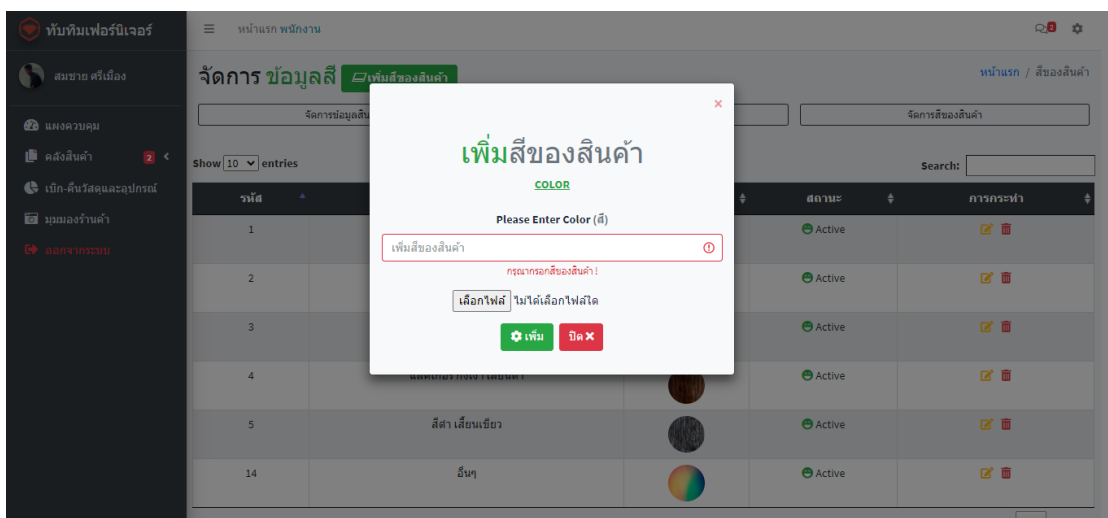 ทับทิมเฟอร์นิเจอร์
หน้าแรก พนักงาน
สมชาย ศรีเมือง
จัดการ ข้อมูลสี เพิ่มสีของสินค้า
หน้าแรก / สีของสินค้า
แผงควบคุม
คลังสินค้า 2
เบิก-คืนวัสดุและอุปกรณ์
มุมมองร้านค้า
ออกจากระบบ
จัดการข้อมูลสิน
จัดการสีของสินค้า
Show 10 entries
Search:
รหัส
สถานะ
การกระทำ
1 Active
2 Active
3 Active
4 Active
5 สีดำ เสี้ยนเขียว Active
14 อื่นๆ Active
×
เพิ่มสีของสินค้า
COLOR
Please Enter Color (สี)
เพิ่มสีของสินค้า
กรุณากรอกสีของสินค้า !
เลือกไฟล์ ไม่ได้เลือกไฟล์ใด
เพิ่ม ปิด